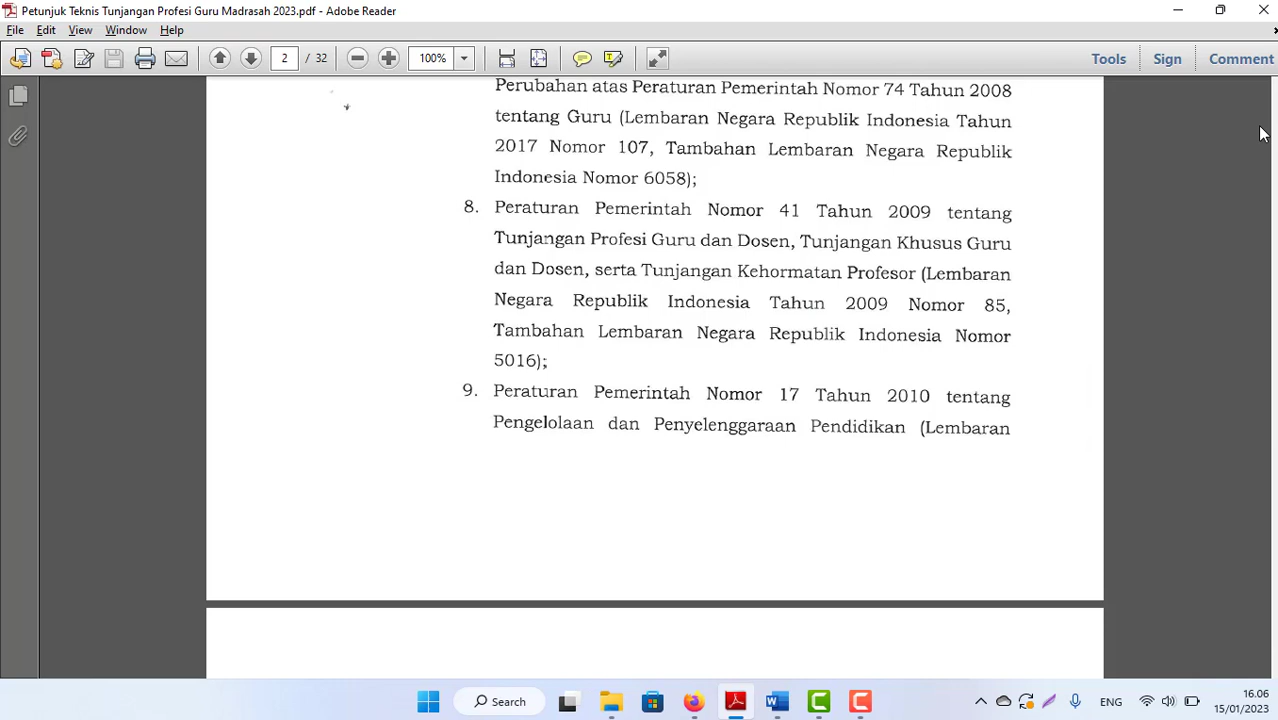 Petunjuk Teknis Tunjangan Profesi Guru Madrasah 2023.pdf - Adobe Reader
File Edit View Window Help
2 / 32 100% Tools Sign Comment
Perubahan atas Peraturan Pemerintah Nomor 74 Tahun 2008
tentang Guru (Lembaran Negara Republik Indonesia Tahun
2017 Nomor 107, Tambahan Lembaran Negara Republik
Indonesia Nomor 6058);
8. Peraturan Pemerintah Nomor 41 Tahun 2009 tentang
Tunjangan Profesi Guru dan Dosen, Tunjangan Khusus Guru
dan Dosen, serta Tunjangan Kehormatan Profesor (Lembaran
Negara Republik Indonesia Tahun 2009 Nomor 85,
Tambahan Lembaran Negara Republik Indonesia Nomor
5016);
9. Peraturan Pemerintah Nomor 17 Tahun 2010 tentang
Pengelolaan dan Penyelenggaraan Pendidikan (Lembaran
Search
ENG
16.06
15/01/2023